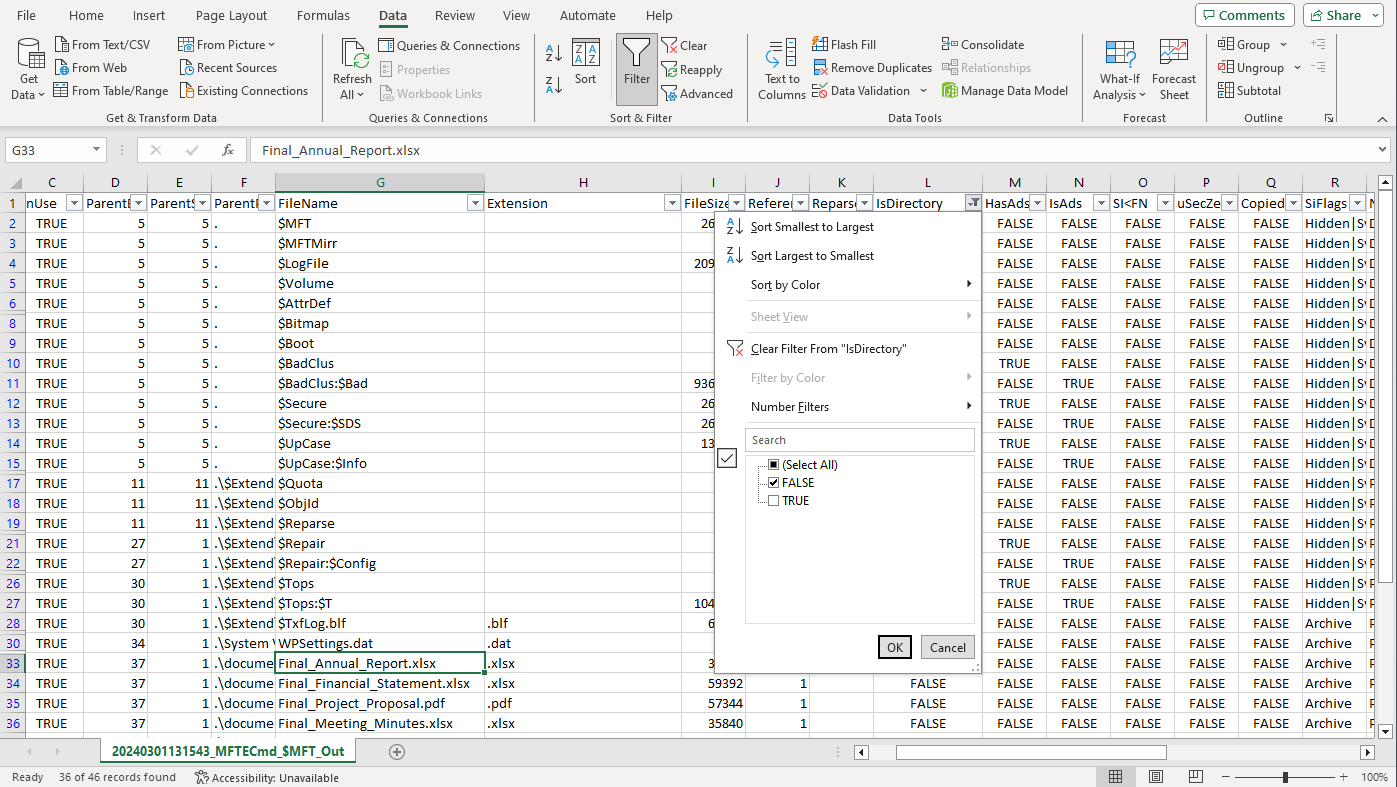 File Home Insert Page Layout Formulas Data Review View Automate Help Comments Share
Get Data From Text/CSV From Web From Table/Range From Picture Recent Sources Existing Connections
Get & Transform Data
Refresh All Queries & Connections Properties Workbook Links
Queries & Connections
Sort Filter Clear Reapply Advanced
Sort & Filter
Text to Columns Flash Fill Remove Duplicates Data Validation Consolidate Relationships Manage Data Model
Data Tools
What-If Analysis Forecast Sheet
Forecast
Group Ungroup Subtotal
Outline
G33 fx Final_Annual_Report.xlsx
C D E F G H I J K L M N O P Q R
1 nUse ParentE ParentS ParentP FileName Extension FileSize Referer Reparse IsDirectory HasAds IsAds SI<FN uSecZe Copied SiFlags
2 TRUE 5 5 . $MFT 26 FALSE FALSE FALSE FALSE FALSE Hidden|Sy
3 TRUE 5 5 . $MFTMirr FALSE FALSE FALSE FALSE FALSE Hidden|Sy
4 TRUE 5 5 . $LogFile 209 FALSE FALSE FALSE FALSE FALSE Hidden|Sy
5 TRUE 5 5 . $Volume FALSE FALSE FALSE FALSE FALSE Hidden|Sy
6 TRUE 5 5 . $AttrDef FALSE FALSE FALSE FALSE FALSE Hidden|Sy
8 TRUE 5 5 . $Bitmap FALSE FALSE FALSE FALSE FALSE Hidden|Sy
9 TRUE 5 5 . $Boot FALSE FALSE FALSE FALSE FALSE Hidden|Sy
10 TRUE 5 5 . $BadClus TRUE FALSE FALSE FALSE FALSE Hidden|Sy
11 TRUE 5 5 . $BadClus:$Bad 936 FALSE TRUE FALSE FALSE FALSE Hidden|Sy
12 TRUE 5 5 . $Secure 26 TRUE FALSE FALSE FALSE FALSE Hidden|Sy
13 TRUE 5 5 . $Secure:$SDS 26 FALSE TRUE FALSE FALSE FALSE Hidden|Sy
14 TRUE 5 5 . $UpCase 13 TRUE FALSE FALSE FALSE FALSE Hidden|Sy
15 TRUE 5 5 . $UpCase:$Info FALSE TRUE FALSE FALSE FALSE Hidden|Sy
17 TRUE 11 11 .\$Extend $Quota FALSE FALSE FALSE FALSE FALSE Hidden|Sy
18 TRUE 11 11 .\$Extend $ObjId FALSE FALSE FALSE FALSE FALSE Hidden|Sy
19 TRUE 11 11 .\$Extend $Reparse FALSE FALSE FALSE FALSE FALSE Hidden|Sy
21 TRUE 27 1 .\$Extend $Repair TRUE FALSE FALSE FALSE FALSE Hidden|Sy
22 TRUE 27 1 .\$Extend $Repair:$Config FALSE TRUE FALSE FALSE FALSE Hidden|Sy
26 TRUE 30 1 .\$Extend $Tops TRUE FALSE FALSE FALSE FALSE Hidden|Sy
27 TRUE 30 1 .\$Extend $Tops:$T 104 FALSE TRUE FALSE FALSE FALSE Hidden|Sy
28 TRUE 30 1 .\$Extend $TxfLog.blf .blf 6 FALSE FALSE FALSE FALSE FALSE Archive
30 TRUE 34 1 .\System V WPSettings.dat .dat FALSE FALSE FALSE FALSE FALSE Archive
33 TRUE 37 1 .\docume Final_Annual_Report.xlsx .xlsx 3 FALSE FALSE FALSE FALSE FALSE Archive
34 TRUE 37 1 .\docume Final_Financial_Statement.xlsx .xlsx 59392 1 FALSE FALSE FALSE FALSE FALSE FALSE Archive
35 TRUE 37 1 .\docume Final_Project_Proposal.pdf .pdf 57344 1 FALSE FALSE FALSE FALSE FALSE FALSE Archive
36 TRUE 37 1 .\docume Final_Meeting_Minutes.xlsx .xlsx 35840 1 FALSE FALSE FALSE FALSE FALSE FALSE Archive
Sort Smallest to Largest
Sort Largest to Smallest
Sort by Color
Sheet View
Clear Filter From "IsDirectory"
Filter by Color
Number Filters
Search
(Select All)
FALSE
TRUE
OK Cancel
20240301131543_MFTECmd_$MFT_Out
Ready 36 of 46 records found Accessibility: Unavailable 100%